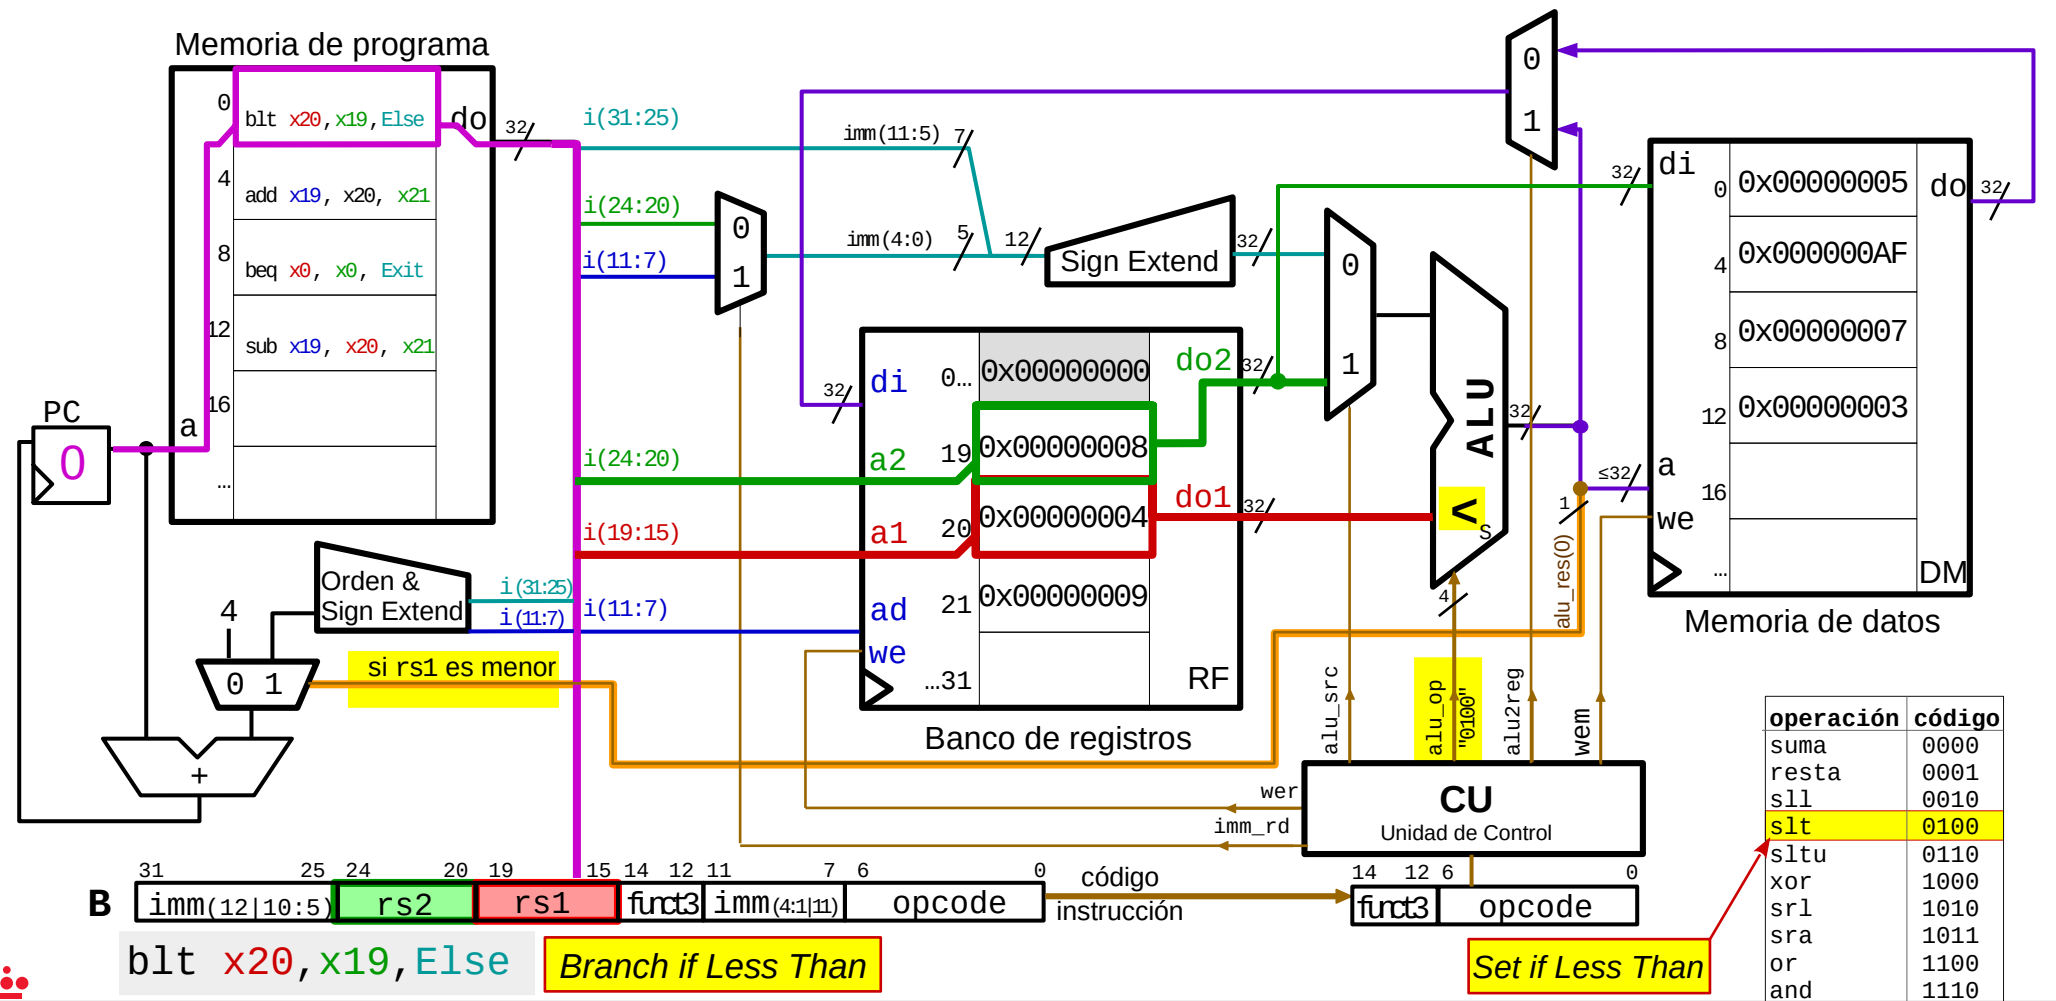 Memoria de programa
0
blt x20,x19,Else
do
32
4
add x19, x20, x21
8
beq x0, x0, Exit
12
sub x19, x20, x21
16
a
...
PC
0
i(31:25)
i(24:20)
i(11:7)
0
1
imm(11:5)
7
imm(4:0)
5
12
Sign Extend
32
0
1
0
1
di
32
0
0x00000005
do
32
4
0x000000AF
8
0x00000007
12
0x00000003
a
≤32
16
we
...
DM
Memoria de datos
di
32
0...
0x00000000
do2
32
i(24:20)
a2
19
0x00000008
i(19:15)
a1
20
0x00000004
do1
32
i(11:7)
ad
21
0x00000009
we
...31
RF
Banco de registros
ALU
<
S
32
4
1
alu_res(0)
Orden &
Sign Extend
i(31:25)
i(11:7)
4
0 1
si rs1 es menor
+
alu_src
alu_op
"0100"
alu2reg
wem
wer
imm_rd
CU
Unidad de Control
operación código
suma 0000
resta 0001
sll 0010
slt 0100
sltu 0110
xor 1000
srl 1010
sra 1011
or 1100
and 1110
31 25 24 20 19 15 14 12 11 7 6 0
B imm(12|10:5) rs2 rs1 funct3 imm(4:1|11) opcode
código
instrucción
14 12 6 0
funct3 opcode
blt x20,x19,Else
Branch if Less Than
Set if Less Than